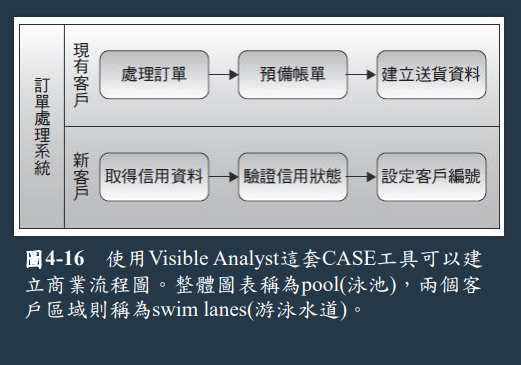 訂單處理系統
現有客戶
處理訂單
預備帳單
建立送貨資料
新客戶
取得信用資料
驗證信用狀態
設定客戶編號
圖4-16 使用Visible Analyst這套CASE工具可以建
立商業流程圖。整體圖表稱為pool(泳池)，兩個客
戶區域則稱為swim lanes(游泳水道)。